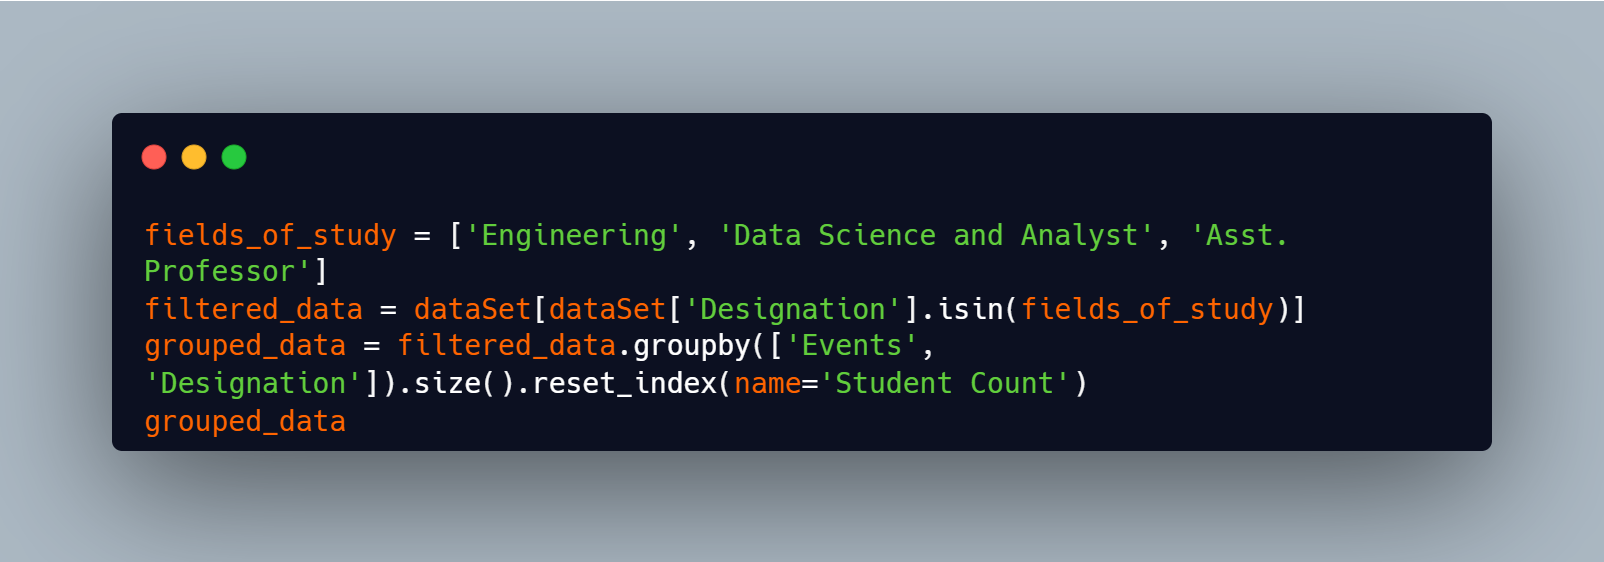 fields_of_study = ['Engineering', 'Data Science and Analyst', 'Asst.
Professor']
filtered_data = dataSet[dataSet['Designation'].isin(fields_of_study)]
grouped_data = filtered_data.groupby(['Events',
'Designation']).size().reset_index(name='Student Count')
grouped_data